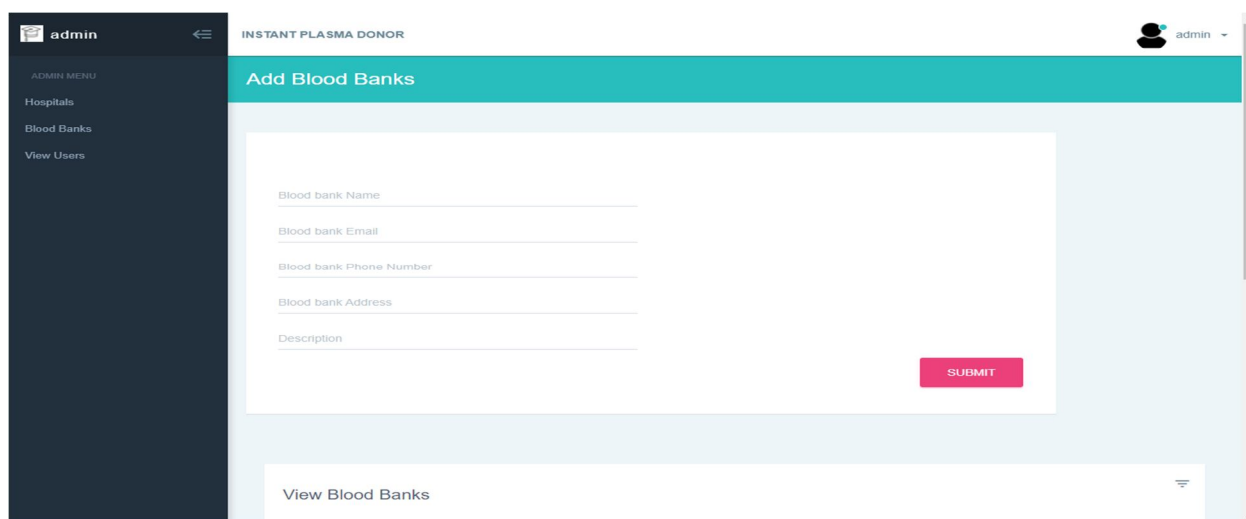 admin
INSTANT PLASMA DONOR
admin
ADMIN MENU
Hospitals
Blood Banks
View Users
Add Blood Banks
Blood bank Name
Blood bank Email
Blood bank Phone Number
Blood bank Address
Description
SUBMIT
View Blood Banks